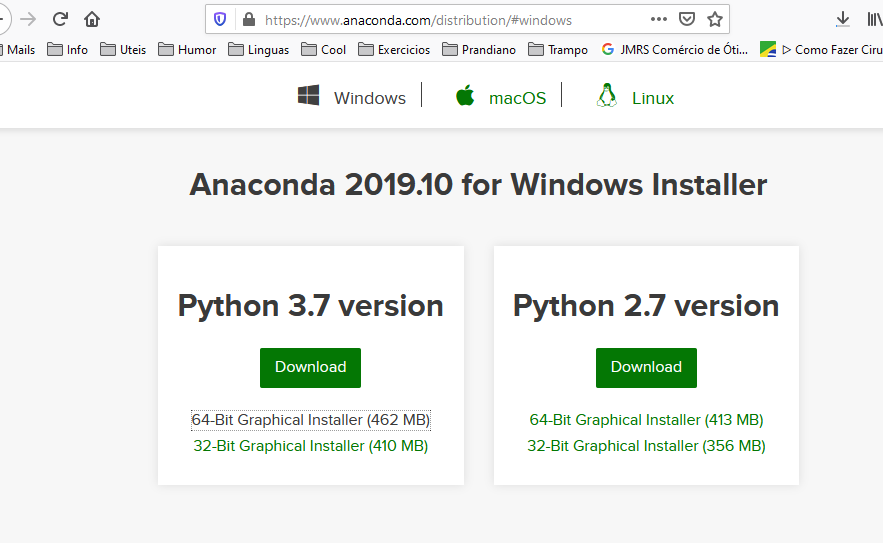 https://www.anaconda.com/distribution/#windows
Mails Info Uteis Humor Linguas Cool Exercicios Prandiano Trampo JMRS Comércio de Óti... Como Fazer Ciru
Windows macOS Linux
Anaconda 2019.10 for Windows Installer
Python 3.7 version
Download
64-Bit Graphical Installer (462 MB)
32-Bit Graphical Installer (410 MB)
Python 2.7 version
Download
64-Bit Graphical Installer (413 MB)
32-Bit Graphical Installer (356 MB)